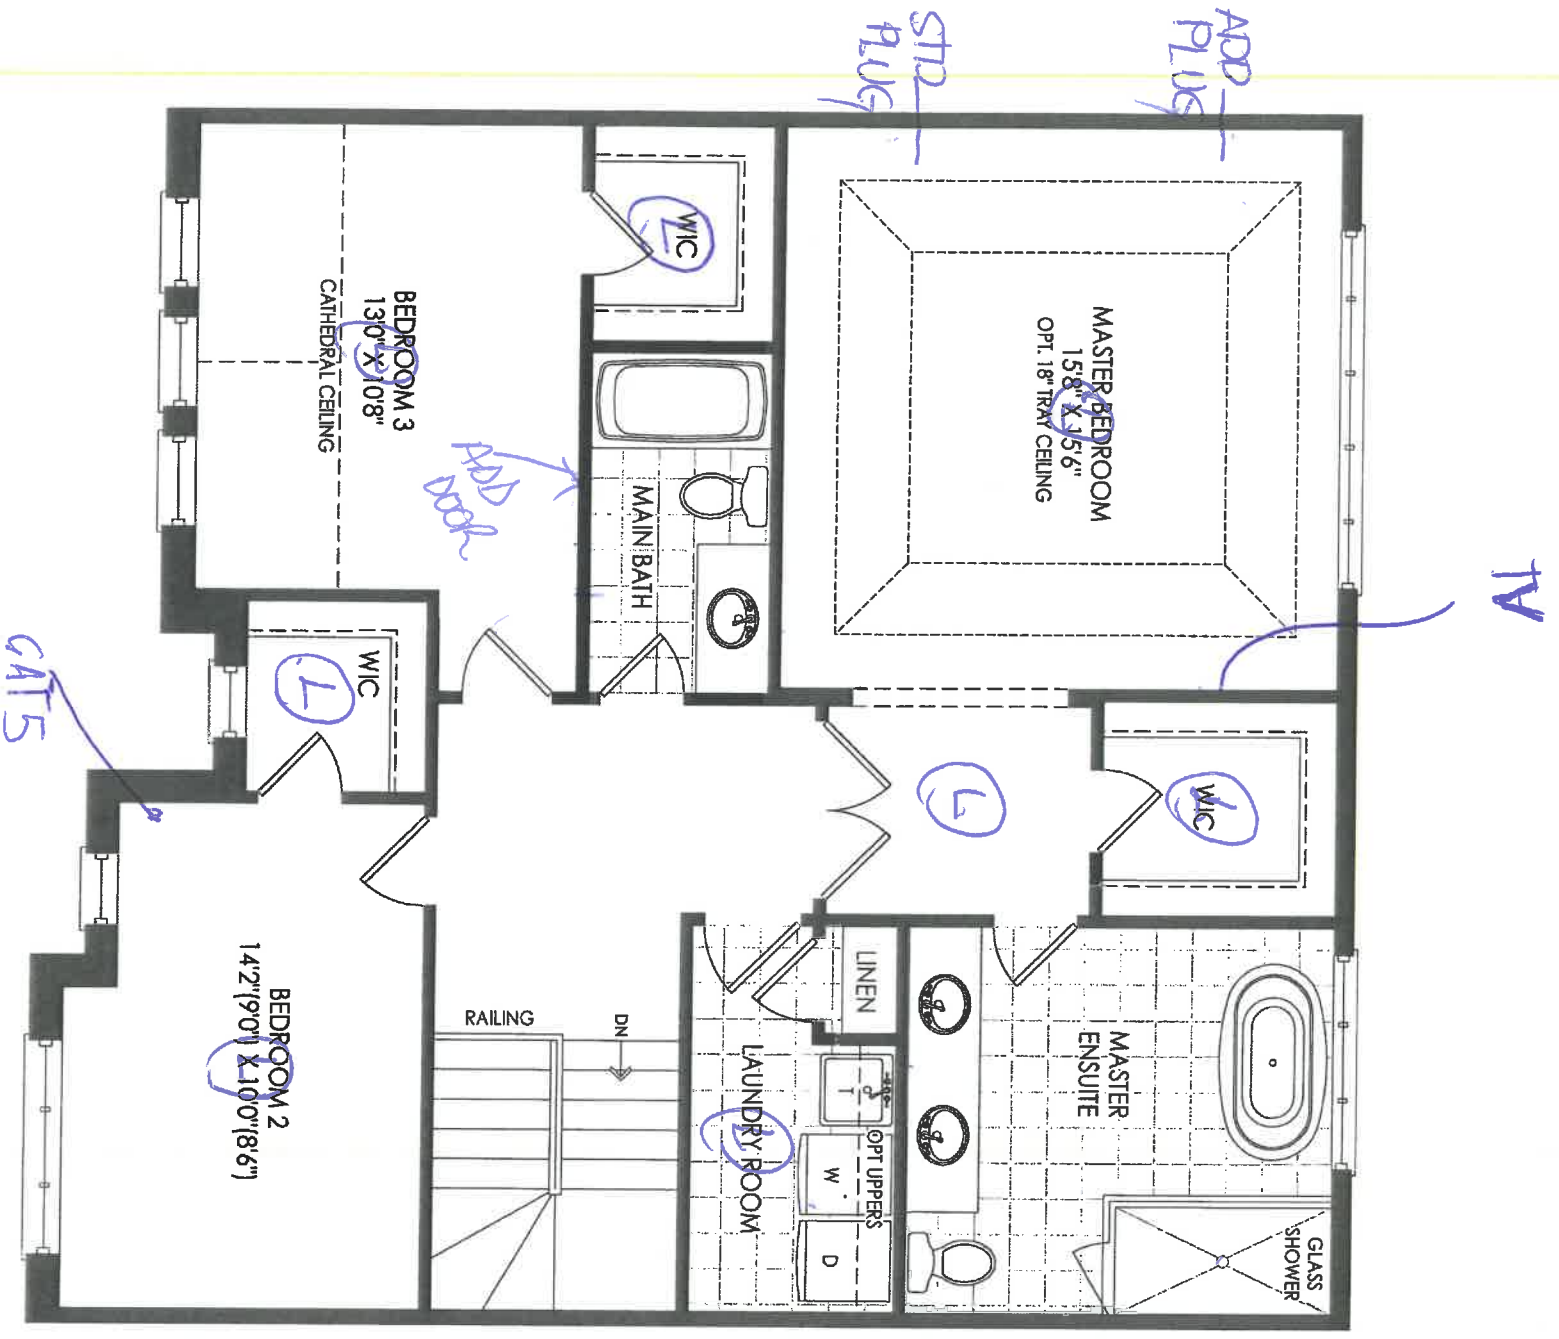 ADD
PLUG
STD
PLUG
TV
WIC
L
MASTER BEDROOM
15'8" X 15'6"
L
OPT. 18" TRAY CEILING
BEDROOM 3
13'0" X 10'8"
L
CATHEDRAL CEILING
ADD
DOOR
MAIN BATH
WIC
L
CAT 5
L
WIC
L
LINEN
MASTER
ENSUITE
RAILING
DN
BEDROOM 2
14'2"(9'0") X 10'0"(8'6")
L
LAUNDRY ROOM
L
T
OPT UPPERS
W
D
GLASS
SHOWER